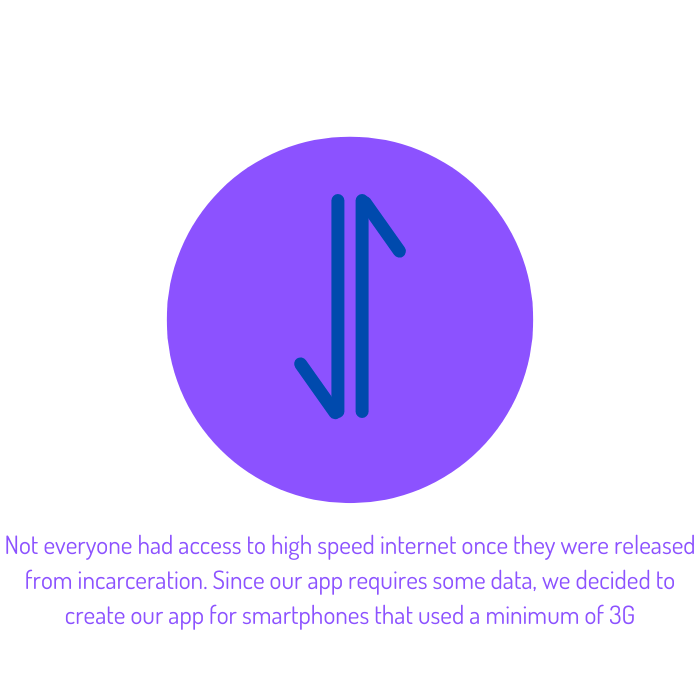 Not everyone had access to high speed internet once they were released
from incarceration. Since our app requires some data, we decided to
create our app for smartphones that used a minimum of 3G